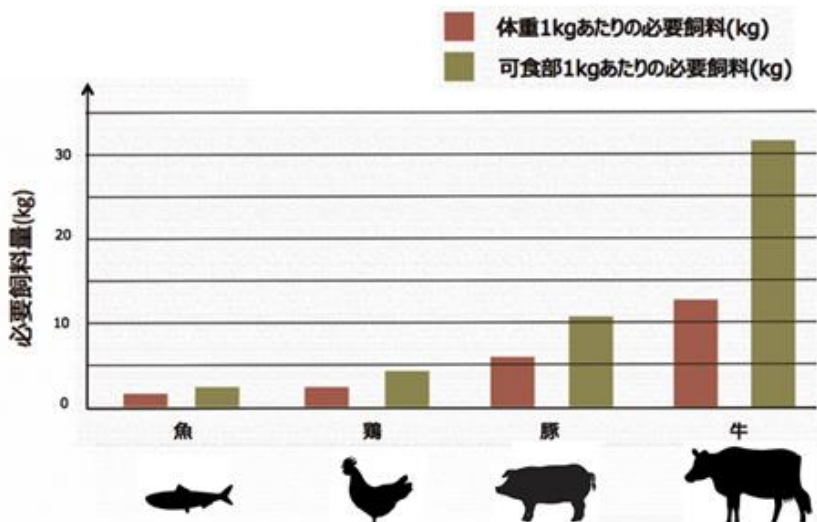 体重1kgあたりの必要飼料(kg)
可食部1kgあたりの必要飼料(kg)
必要飼料量(kg)
30
20
10
0
魚
鶏
豚
牛